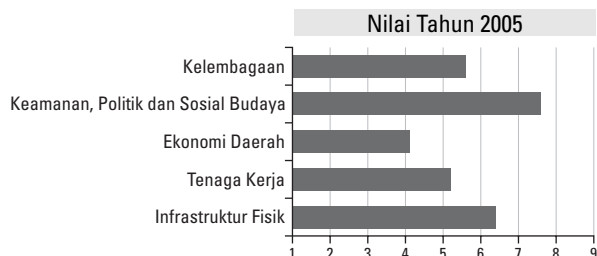 Nilai Tahun 2005
Kelembagaan
Keamanan, Politik dan Sosial Budaya
Ekonomi Daerah
Tenaga Kerja
Infrastruktur Fisik
1 2 3 4 5 6 7 8 9